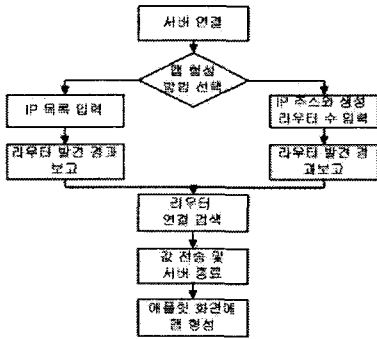 서버 연결
맵 형성
방법 선택
IP 목록 입력
IP 주소와 생성
라우터 수 입력
라우터 발견 결과
보고
라우터 발견 결
과보고
라우터
연결 검색
값 전송 및
서버 종료
애플릿 화면에
맵 형성